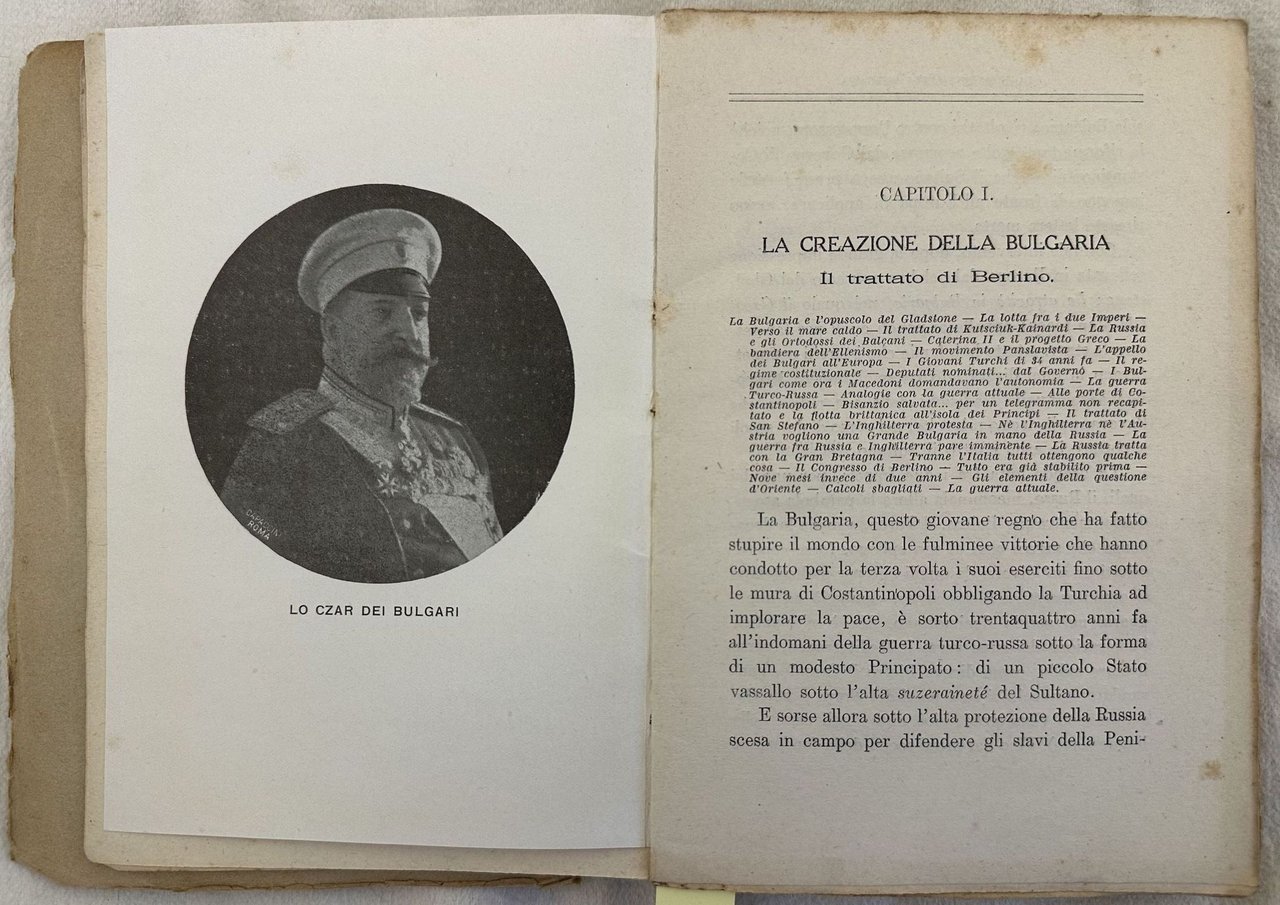 ROMA
LO CZAR DEI BULGARI
CAPITOLO I.
LA CREAZIONE DELLA BULGARIA
Il trattato di Berlino.
La Bulgaria e l'opuscolo del Gladstone — La lotta fra i due Imperi —
Verso il mare caldo — Il trattato di Kutsciuk-Kainardi — La Russia
e gli Ortodossi dei Balcani — Caterina II e il progetto Greco — La
bandiera dell'Ellenismo — Il movimento Panslavista — L'appello
dei Bulgari all'Europa — I Giovani Turchi di 34 anni fa — Il re-
gime costituzionale — Deputati nominati... dal Governo — I Bul-
gari come ora i Macedoni domandavano l'autonomia — La guerra
Turco-Russa — Analogie con la guerra attuale — Alle porte di Co-
stantinopoli — Bisanzio salvata... per un telegramma non recapi-
tato e la flotta brittanica all'isola dei Principi — Il trattato di
San Stefano — L'Inghilterra protesta — Nè l'Inghilterra nè l'Au-
stria vogliono una Grande Bulgaria in mano della Russia — La
guerra fra Russia e Inghilterra pare imminente — La Russia tratta
con la Gran Bretagna — Tranne l'Italia tutti ottengono qualche
cosa — Il Congresso di Berlino — Tutto era già stabilito prima —
Nove mesi invece di due anni — Gli elementi della questione
d'Oriente — Calcoli sbagliati — La guerra attuale.
La Bulgaria, questo giovane regno che ha fatto
stupire il mondo con le fulminee vittorie che hanno
condotto per la terza volta i suoi eserciti fino sotto
le mura di Costantinopoli obbligando la Turchia ad
implorare la pace, è sorto trentaquattro anni fa
all'indomani della guerra turco-russa sotto la forma
di un modesto Principato: di un piccolo Stato
vassallo sotto l'alta suzeraineté del Sultano.
E sorse allora sotto l'alta protezione della Russia
scesa in campo per difendere gli slavi della Peni-